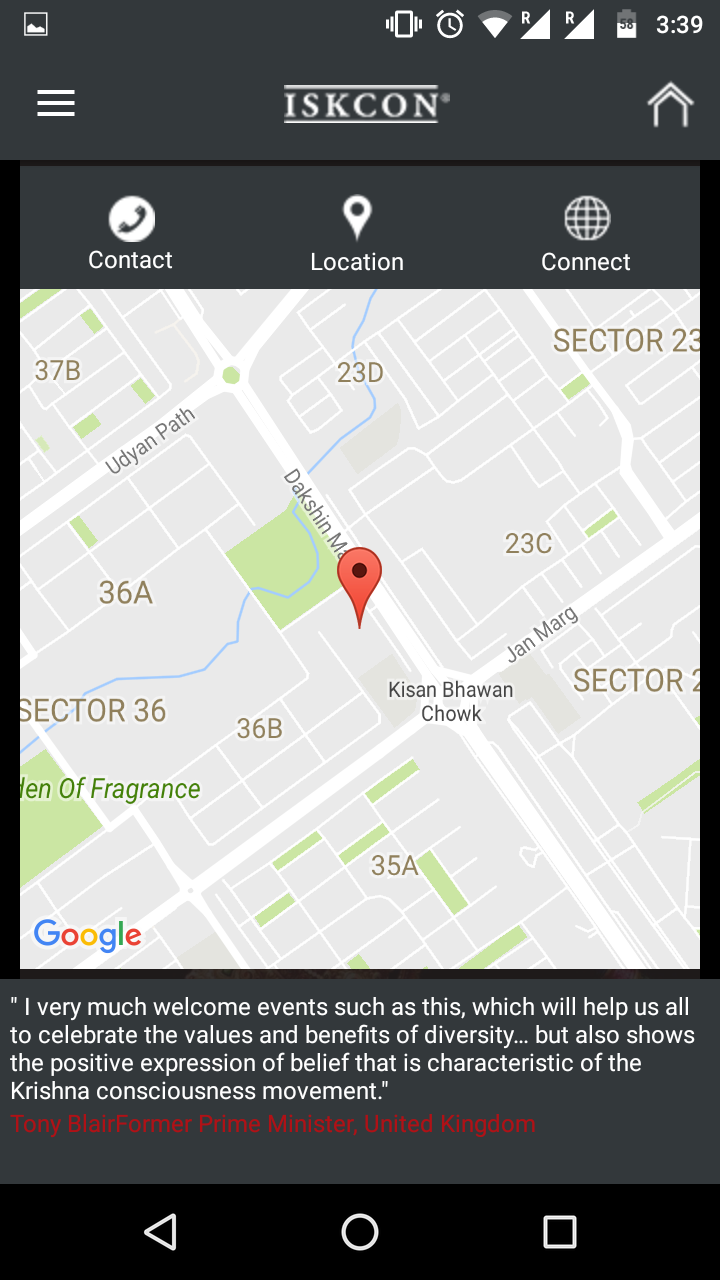 R R 58 3:39
ISKCON®
Contact Location Connect
SECTOR 23
37B
23D
Udyan Path
Dakshin Ma
23C
36A
Jan Marg
SECTOR 2
Kisan Bhawan
Chowk
SECTOR 36
36B
den Of Fragrance
35A
Google
" I very much welcome events such as this, which will help us all
to celebrate the values and benefits of diversity… but also shows
the positive expression of belief that is characteristic of the
Krishna consciousness movement."
Tony BlairFormer Prime Minister, United Kingdom